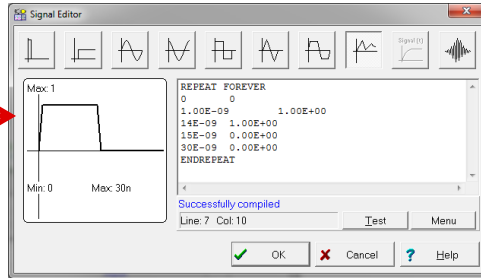 Signal Editor
Signal (t)
Max: 1
Min: 0 Max: 30n
REPEAT FOREVER
0 0
1.00E-09 1.00E+00
14E-09 1.00E+00
15E-09 0.00E+00
30E-09 0.00E+00
ENDREPEAT
Successfully compiled
Line: 7 Col: 10
Test
Menu
OK
Cancel
? Help